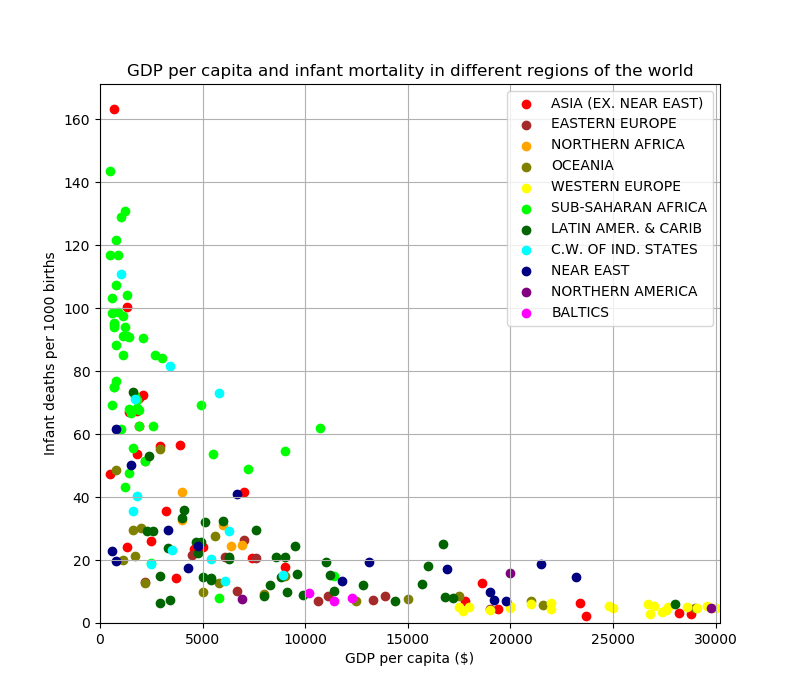 GDP per capita and infant mortality in different regions of the world
160
140
120
100
80
60
40
20
0
Infant deaths per 1000 births
ASIA (EX. NEAR EAST)
EASTERN EUROPE
NORTHERN AFRICA
OCEANIA
WESTERN EUROPE
SUB-SAHARAN AFRICA
LATIN AMER. & CARIB
C.W. OF IND. STATES
NEAR EAST
NORTHERN AMERICA
BALTICS
0 5000 10000 15000 20000 25000 30000
GDP per capita ($)